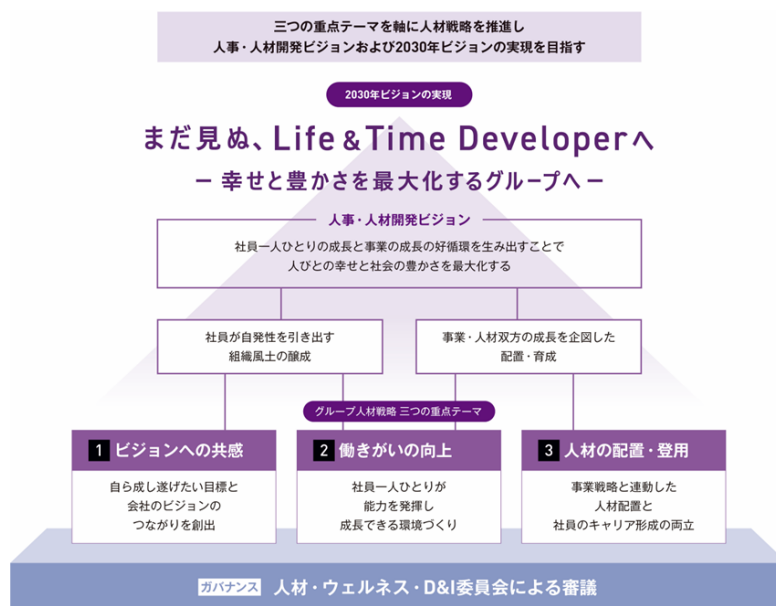 三つの重点テーマを軸に人材戦略を推進し
人事・人材開発ビジョンおよび2030年ビジョンの実現を目指す
2030年ビジョンの実現
まだ見ぬ、Life & Time Developerへ
― 幸せと豊かさを最大化するグループへ ―
人事・人材開発ビジョン
社員一人ひとりの成長と事業の成長の好循環を生み出すことで
人びとの幸せと社会の豊かさを最大化する
社員が自発性を引き出す
組織風土の醸成
事業・人材双方の成長を企図した
配置・育成
グループ人材戦略 三つの重点テーマ
1 ビジョンへの共感
自ら成し遂げたい目標と
会社のビジョンの
つながりを創出
2 働きがいの向上
社員一人ひとりが
能力を発揮し
成長できる環境づくり
3 人材の配置・登用
事業戦略と連動した
人材配置と
社員のキャリア形成の両立
ガバナンス 人材・ウェルネス・D&I委員会による審議